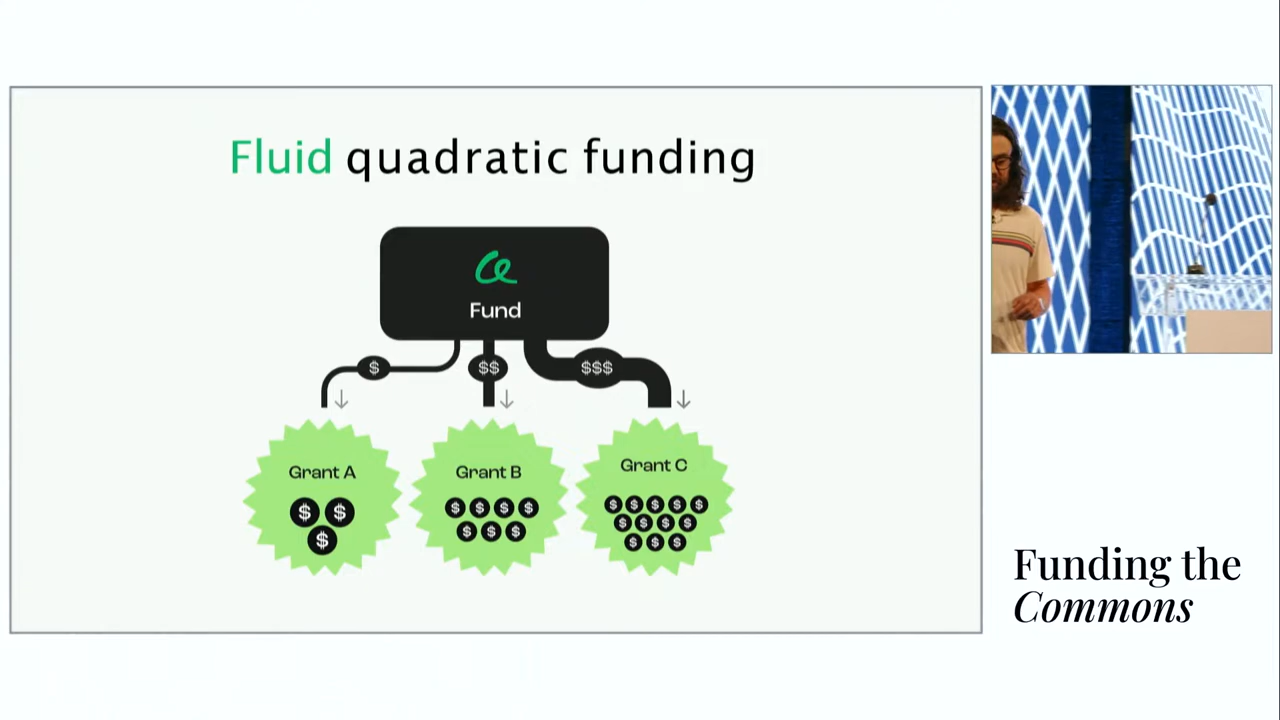 Fluid quadratic funding
Fund
$
$$
$$$
Grant A
Grant B
Grant C
$ $
$
$ $ $ $
$ $ $
$ $ $ $ $
$ $ $ $
$ $ $
Funding the
Commons